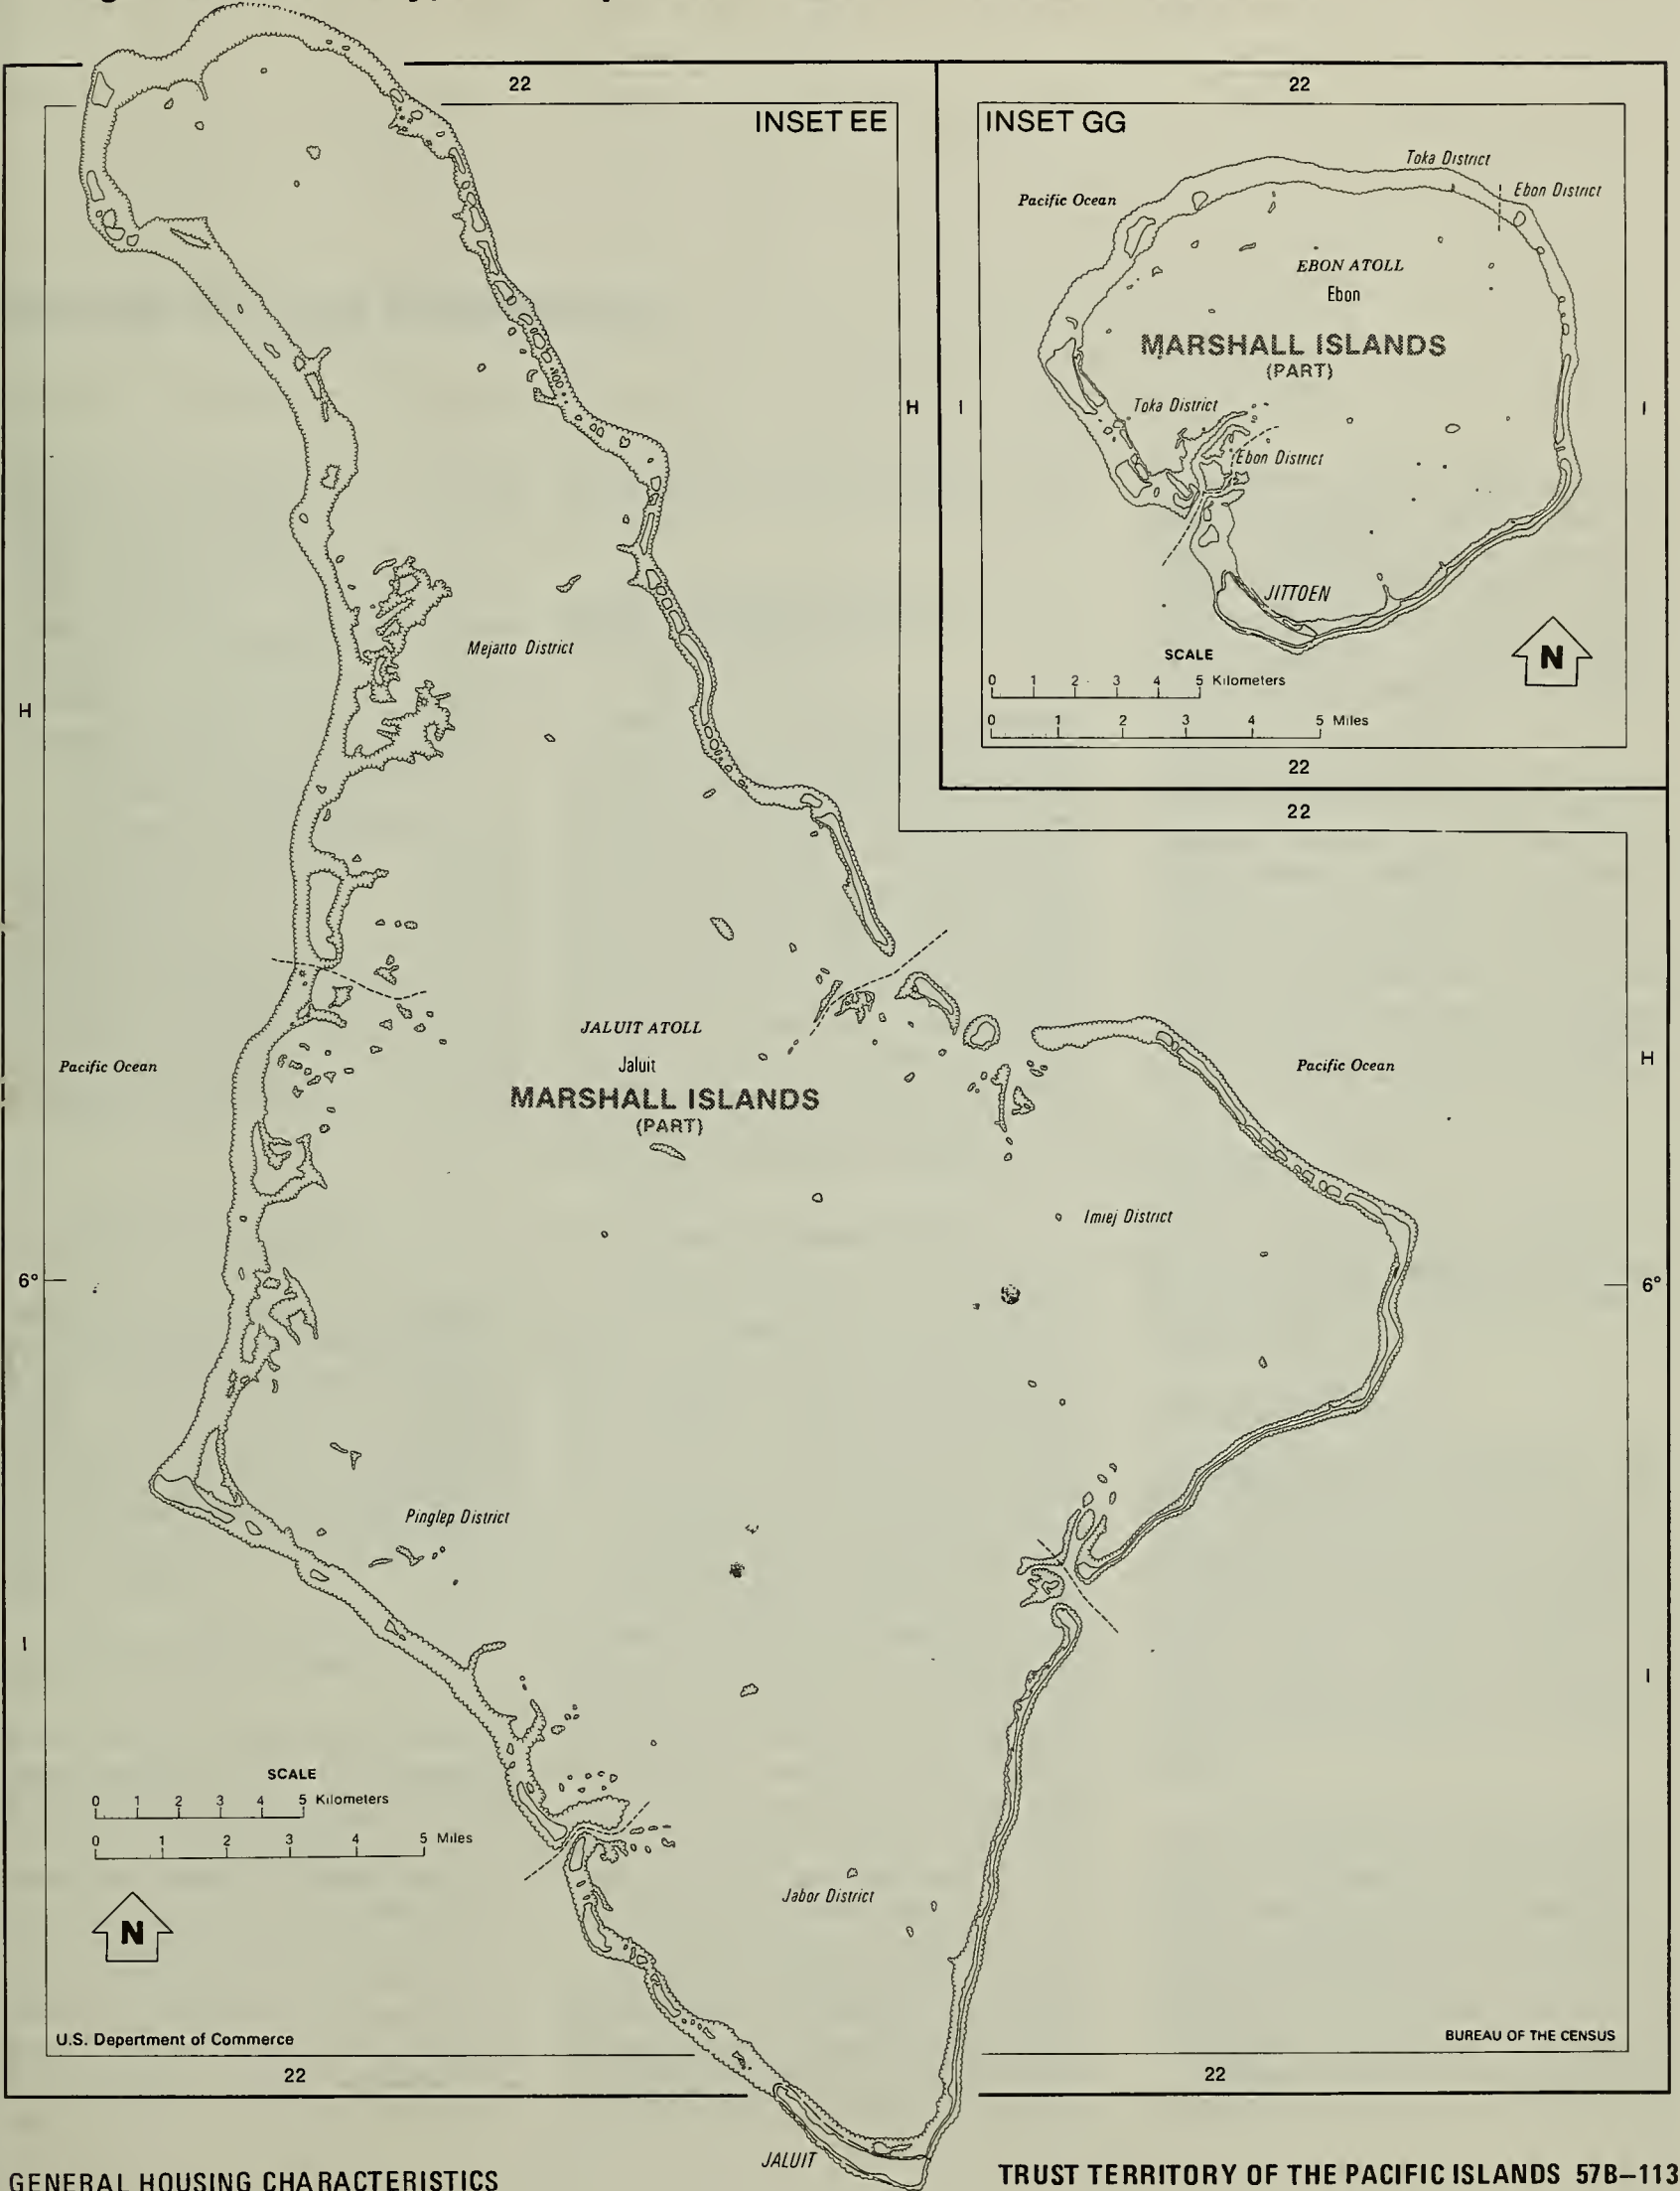 22
INSET EE
H
Mejatto District
H
JALUIT ATOLL
Jaluit
MARSHALL ISLANDS
(PART)
Pacific Ocean
Pacific Ocean
H
Imiej District
6°
6°
Pinglep District
I
I
SCALE
0 1 2 3 4 5 Kilometers
0 1 2 3 4 5 Miles
N
Jabor District
U.S. Department of Commerce
BUREAU OF THE CENSUS
22
22
JALUIT
22
INSET GG
Toka District
Ebon District
Pacific Ocean
EBON ATOLL
Ebon
MARSHALL ISLANDS
(PART)
I
I
Toka District
Ebon District
JITTOEN
SCALE
0 1 2 3 4 5 Kilometers
0 1 2 3 4 5 Miles
N
22
22
GENERAL HOUSING CHARACTERISTICS
TRUST TERRITORY OF THE PACIFIC ISLANDS 57B–113